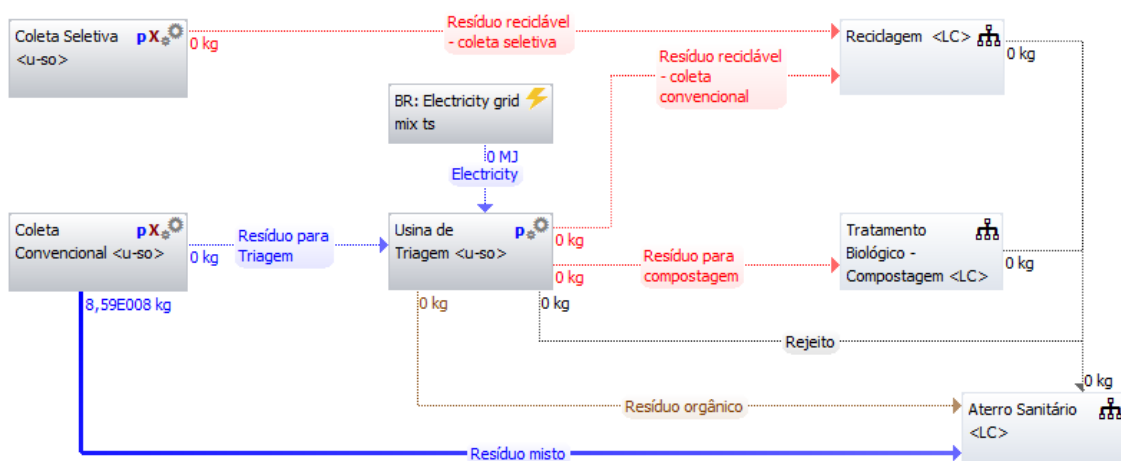 Coleta Seletiva pX
<u-so>
0 kg
Resíduo reciclável
- coleta seletiva
Reciclagem <LC>
0 kg
Resíduo reciclável
- coleta
convencional
BR: Electricity grid
mix ts
0 MJ
Electricity
Coleta pX
Convencional <u-so>
0 kg
Resíduo para
Triagem
Usina de p
Triagem <u-so>
0 kg
0 kg
Resíduo para
compostagem
Tratamento
Biológico -
Compostagem <LC>
0 kg
8,59E008 kg
0 kg
0 kg
Rejeito
0 kg
Resíduo orgânico
Aterro Sanitário
<LC>
Resíduo misto